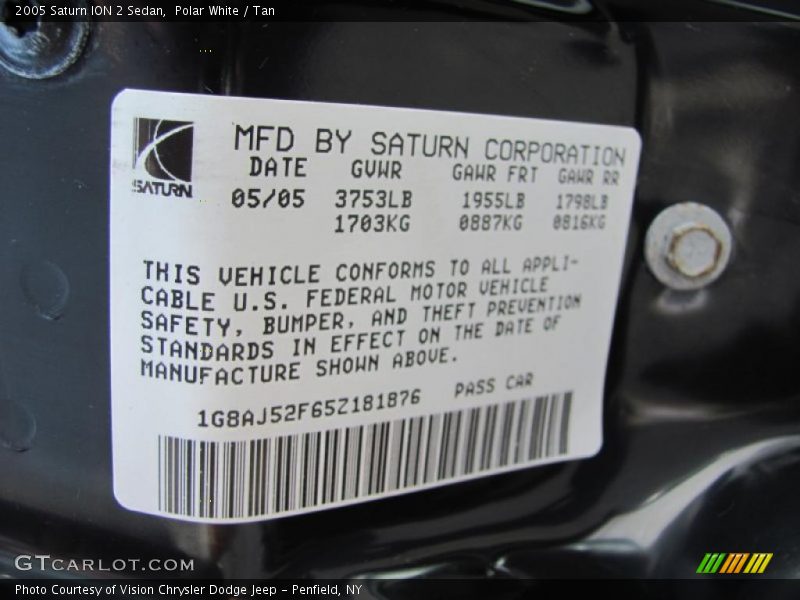 2005 Saturn ION 2 Sedan, Polar White / Tan
MFD BY SATURN CORPORATION
SATURN
DATE GVWR GAWR FRT GAWR RR
05/05 3753LB 1955LB 1798LB
1703KG 0887KG 0816KG
THIS VEHICLE CONFORMS TO ALL APPLI-
CABLE U.S. FEDERAL MOTOR VEHICLE
SAFETY, BUMPER, AND THEFT PREVENTION
STANDARDS IN EFFECT ON THE DATE OF
MANUFACTURE SHOWN ABOVE.
1G8AJ52F65Z181876 PASS CAR
GTCARLOT.COM
Photo Courtesy of Vision Chrysler Dodge Jeep - Penfield, NY